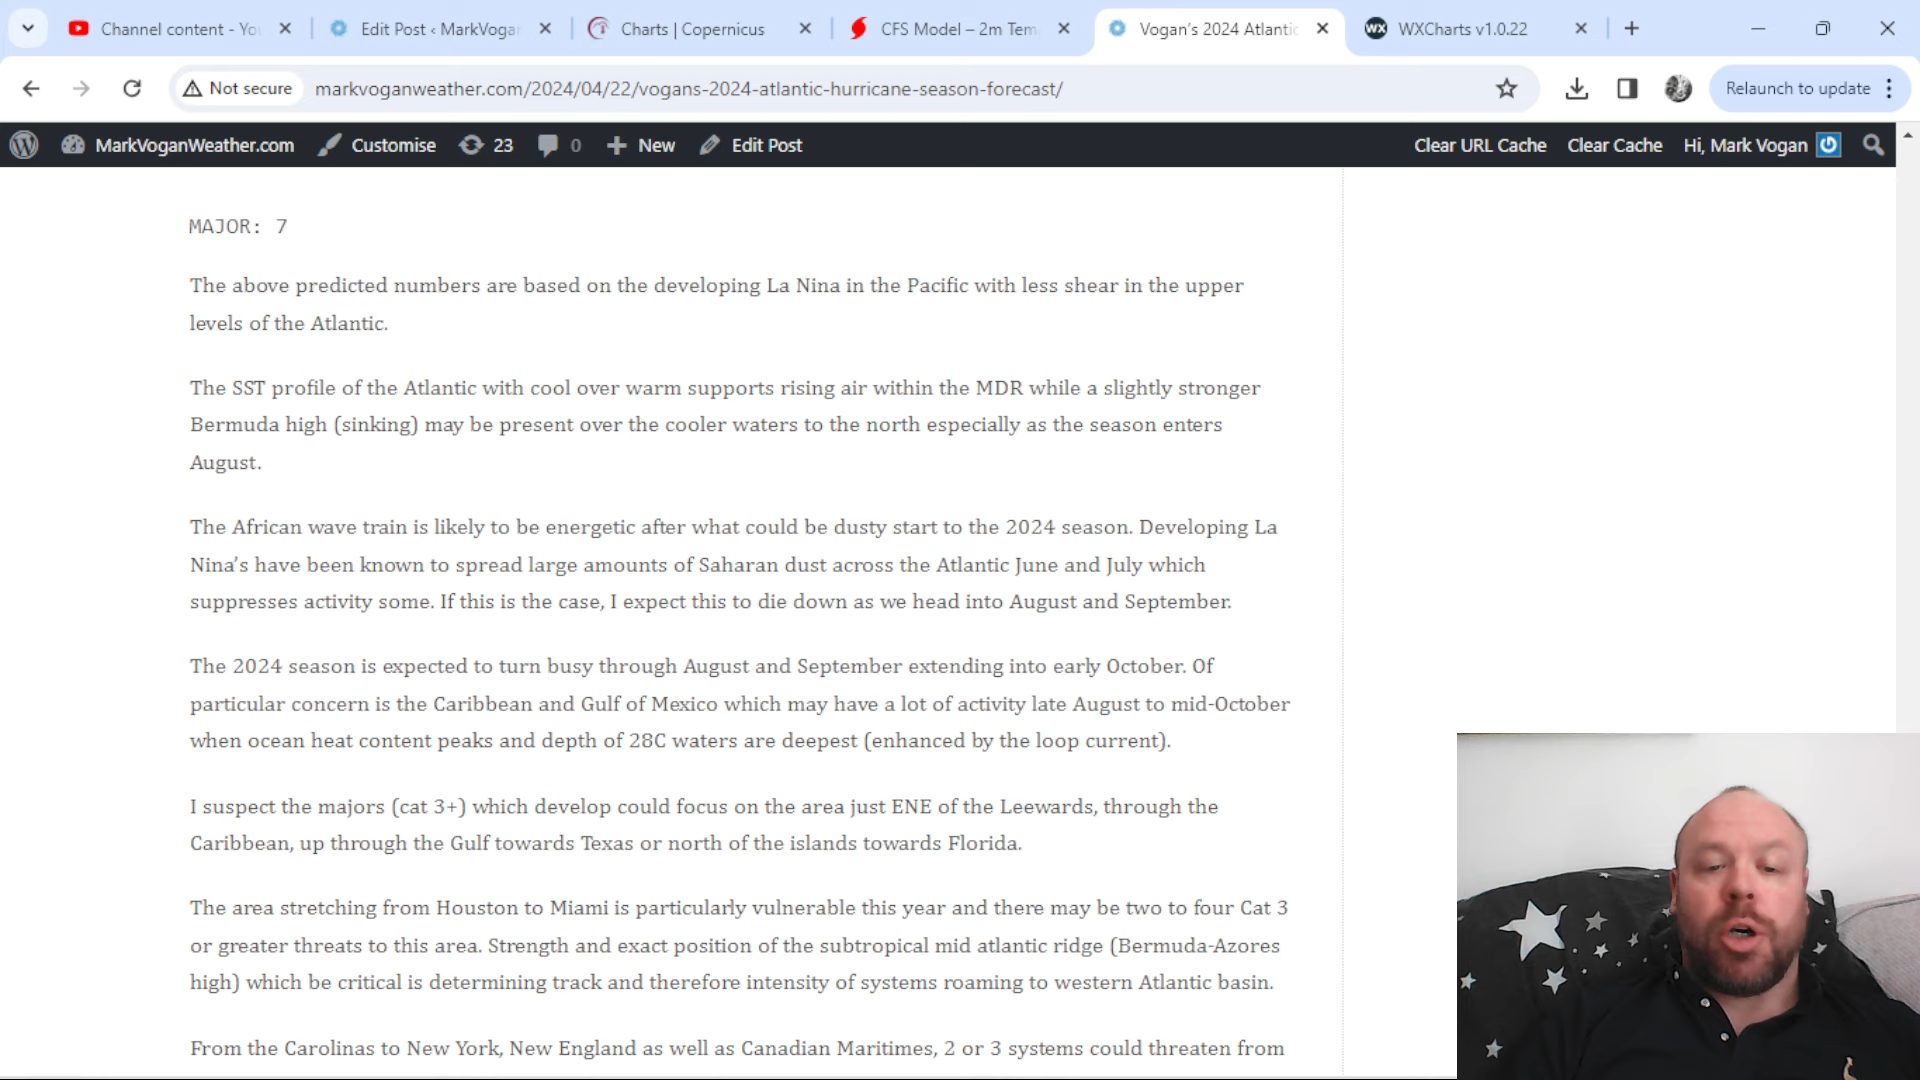 Channel content - Yo
Edit Post ‹ MarkVogan
Charts | Copernicus
CFS Model – 2m Tem
Vogan's 2024 Atlantic
WX
WXCharts v1.0.22
Not secure
markvoganweather.com/2024/04/22/vogans-2024-atlantic-hurricane-season-forecast/
Relaunch to update
MarkVoganWeather.com
Customise
23
0
New
Edit Post
Clear URL Cache
Clear Cache
Hi, Mark Vogan
MAJOR: 7
The above predicted numbers are based on the developing La Nina in the Pacific with less shear in the upper
levels of the Atlantic.
The SST profile of the Atlantic with cool over warm supports rising air within the MDR while a slightly stronger
Bermuda high (sinking) may be present over the cooler waters to the north especially as the season enters
August.
The African wave train is likely to be energetic after what could be dusty start to the 2024 season. Developing La
Nina's have been known to spread large amounts of Saharan dust across the Atlantic June and July which
suppresses activity some. If this is the case, I expect this to die down as we head into August and September.
The 2024 season is expected to turn busy through August and September extending into early October. Of
particular concern is the Caribbean and Gulf of Mexico which may have a lot of activity late August to mid-October
when ocean heat content peaks and depth of 28C waters are deepest (enhanced by the loop current).
I suspect the majors (cat 3+) which develop could focus on the area just ENE of the Leewards, through the
Caribbean, up through the Gulf towards Texas or north of the islands towards Florida.
The area stretching from Houston to Miami is particularly vulnerable this year and there may be two to four Cat 3
or greater threats to this area. Strength and exact position of the subtropical mid atlantic ridge (Bermuda-Azores
high) which be critical is determining track and therefore intensity of systems roaming to western Atlantic basin.
From the Carolinas to New York, New England as well as Canadian Maritimes, 2 or 3 systems could threaten from